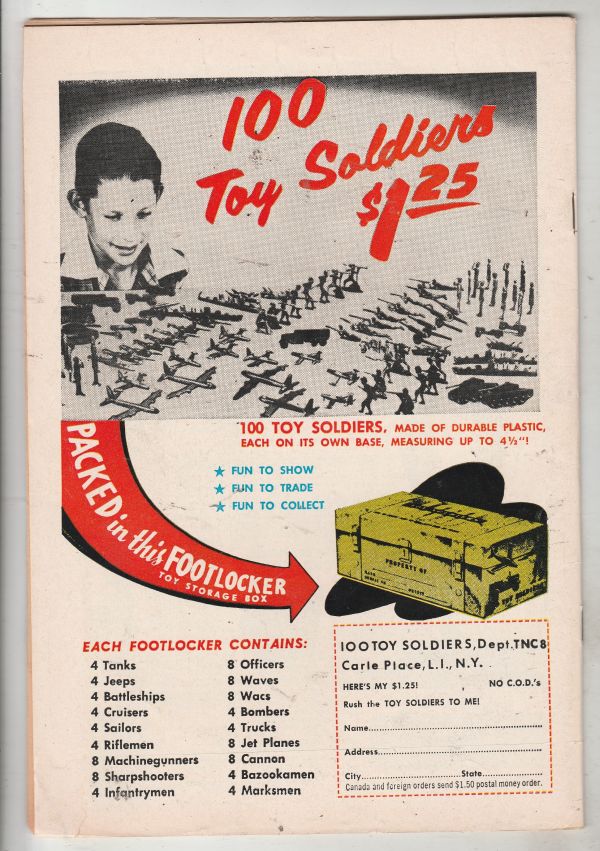 100
Toy Soldiers
$1.25
100 TOY SOLDIERS, MADE OF DURABLE PLASTIC,
EACH ON ITS OWN BASE, MEASURING UP TO 4½"!
★ FUN TO SHOW
★ FUN TO TRADE
★ FUN TO COLLECT
PACKED in this FOOTLOCKER
TOY STORAGE BOX
PROPERTY OF
EACH FOOTLOCKER CONTAINS:
4 Tanks
4 Jeeps
4 Battleships
4 Cruisers
4 Sailors
4 Riflemen
8 Machinegunners
8 Sharpshooters
4 Infantrymen
8 Officers
8 Waves
8 Wacs
4 Bombers
4 Trucks
8 Jet Planes
8 Cannon
4 Bazookamen
4 Marksmen
100 TOY SOLDIERS, Dept. TNC8
Carle Place, L.I., N.Y.
HERE'S MY $1.25! NO C.O.D.'s
Rush the TOY SOLDIERS TO ME!
Name
Address
City State
Canada and foreign orders send $1.50 postal money order.